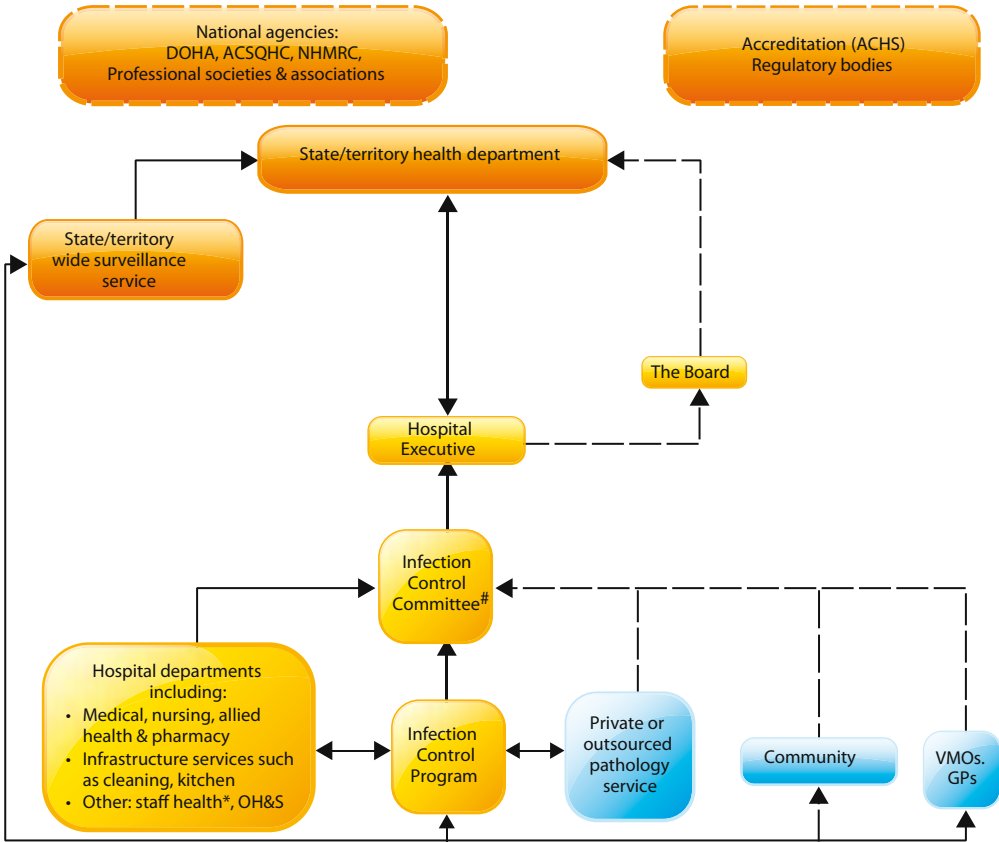 National agencies:
DOHA, ACSQHC, NHMRC,
Professional societies & associations
Accreditation (ACHS)
Regulatory bodies
State/territory health department
State/territory
wide surveillance
service
The Board
Hospital
Executive
Infection
Control
Committee#
Hospital departments
including:
• Medical, nursing, allied
health & pharmacy
• Infrastructure services such
as cleaning, kitchen
• Other: staff health*, OH&S
Infection
Control
Program
Private or
outsourced
pathology
service
Community
VMOs.
GPs